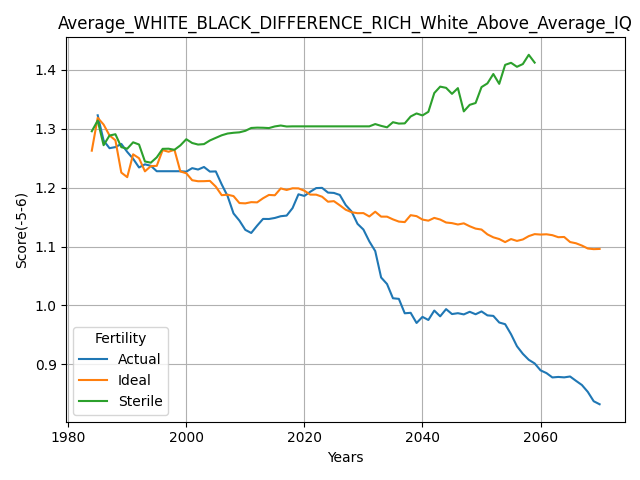 Average_WHITE_BLACK_DIFFERENCE_RICH_White_Above_Average_IQ
1.4
1.3
1.2
1.1
1.0
0.9
Score(-5-6)
Fertility
Actual
Ideal
Sterile
1980
2000
2020
2040
2060
Years